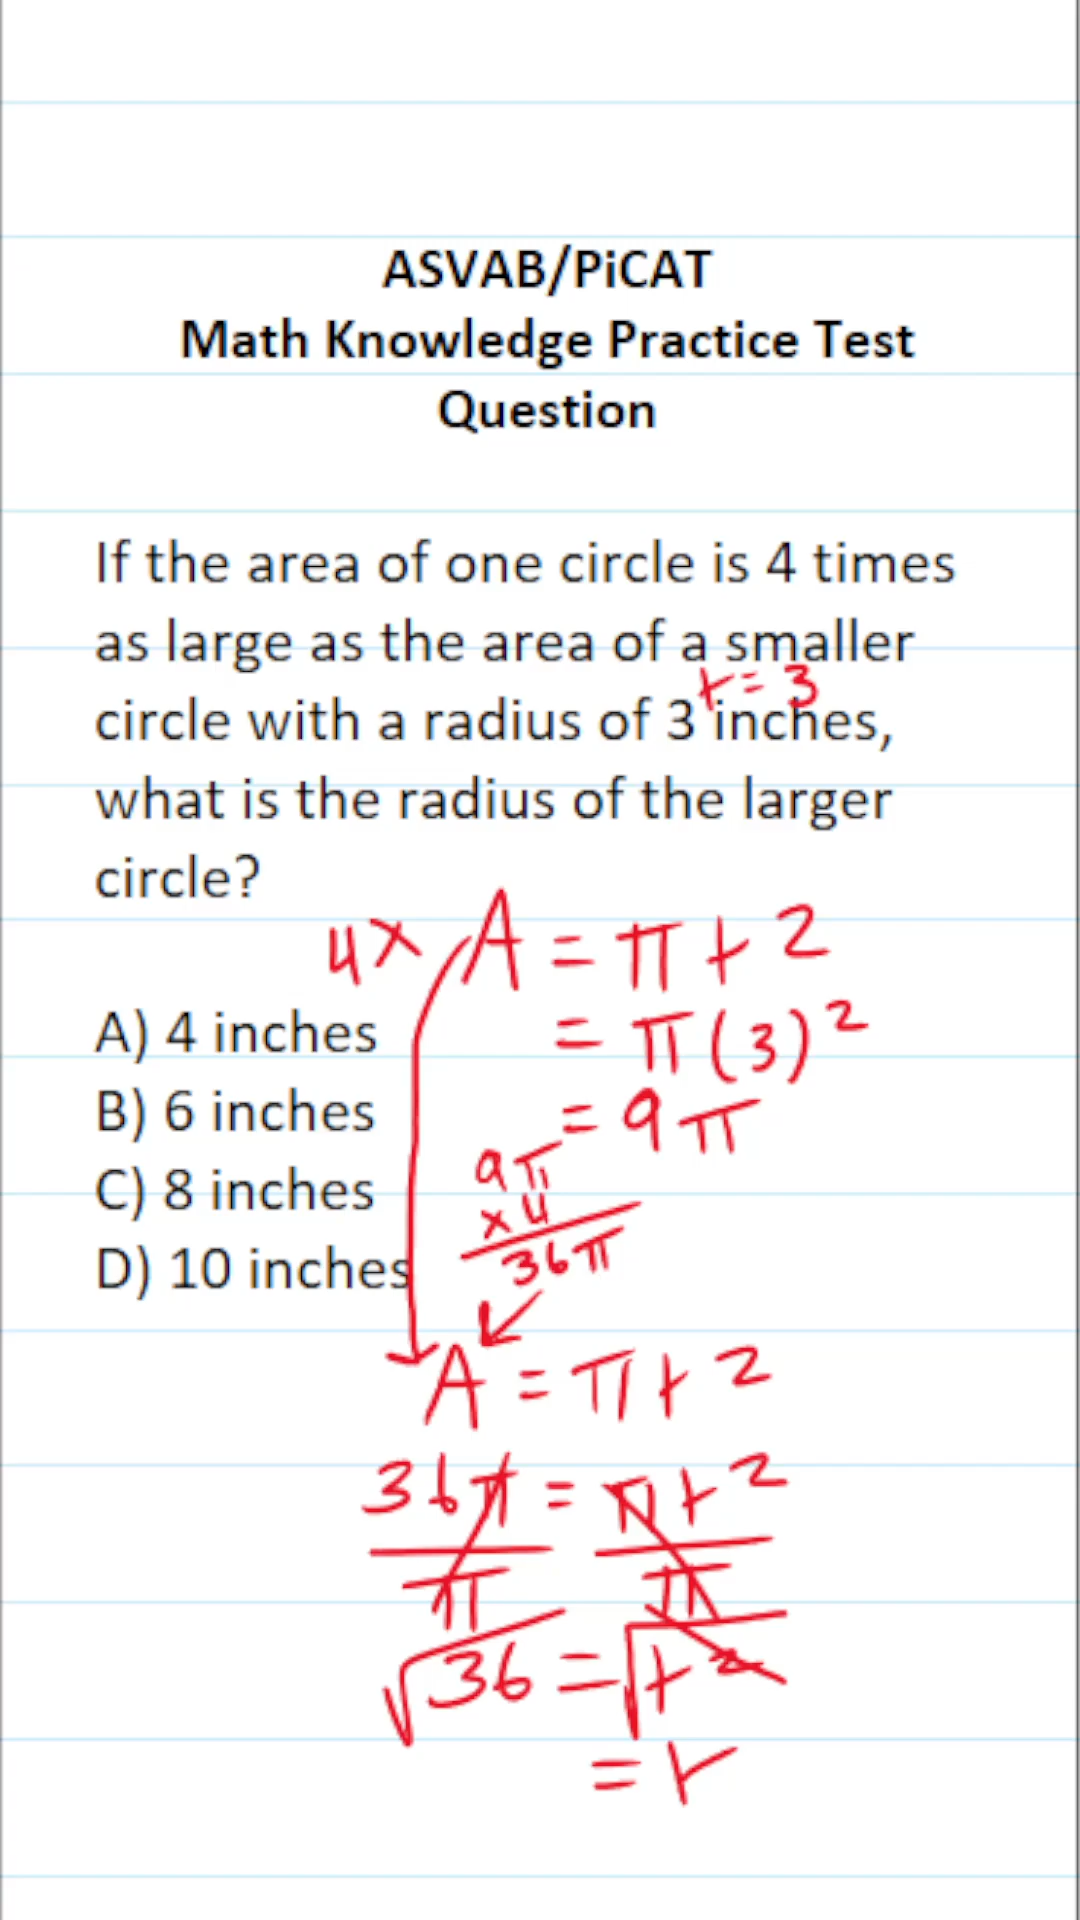 ASVAB/PiCAT
Math Knowledge Practice Test
Question
If the area of one circle is 4 times
as large as the area of a smaller
r = 3
circle with a radius of 3 inches,
what is the radius of the larger
circle?
4x A = πr²
A) 4 inches
= π(3)²
B) 6 inches
= 9π
9π
C) 8 inches
x 4
D) 10 inches
36π
A = πr²
36π = πr²
π π
√36 = √r²
= r